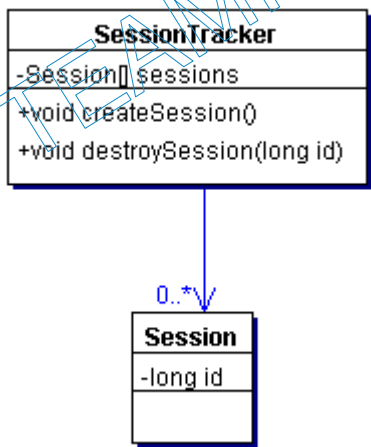 SessionTracker
-Session[] sessions
+void createSession()
+void destroySession(long id)
0..*
Session
-long id